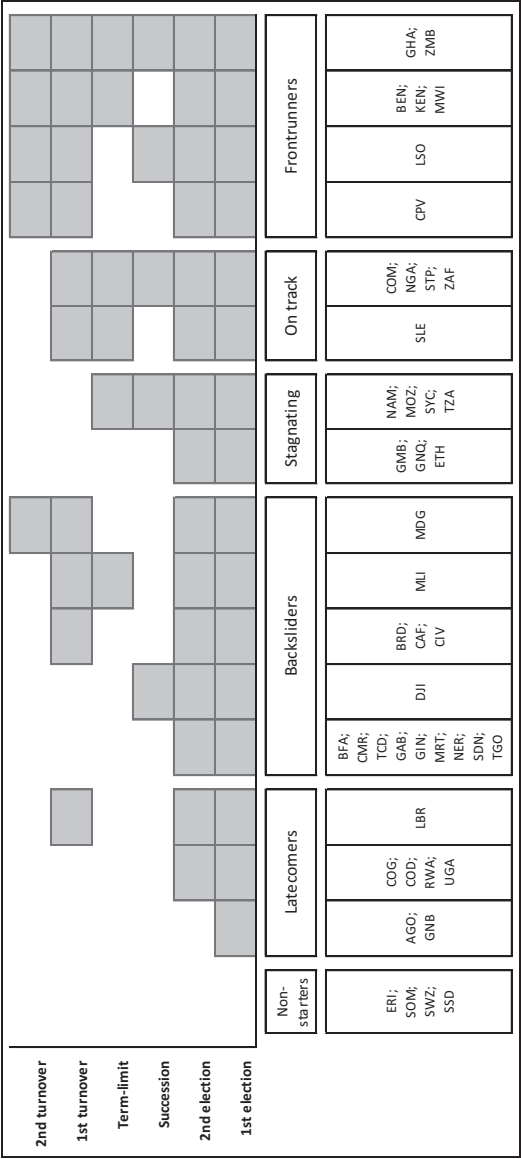 2nd turnover
1st turnover
Term-limit
Succession
2nd election
1st election
Non-
starters
Latecomers
Backsliders
Stagnating
On track
Frontrunners
ERI;
SOM;
SWZ;
SSD
AGO;
GNB
COG;
COD;
RWA;
UGA
LBR
BFA;
CMR;
TCD;
GAB;
GIN;
MRT;
NER;
SDN;
TGO
DJI
BRD;
CAF;
CIV
MLI
MDG
GMB;
GNQ;
ETH
NAM;
MOZ;
SYC;
TZA
SLE
COM;
NGA;
STP;
ZAF
CPV
LSO
BEN;
KEN;
MWI
GHA;
ZMB